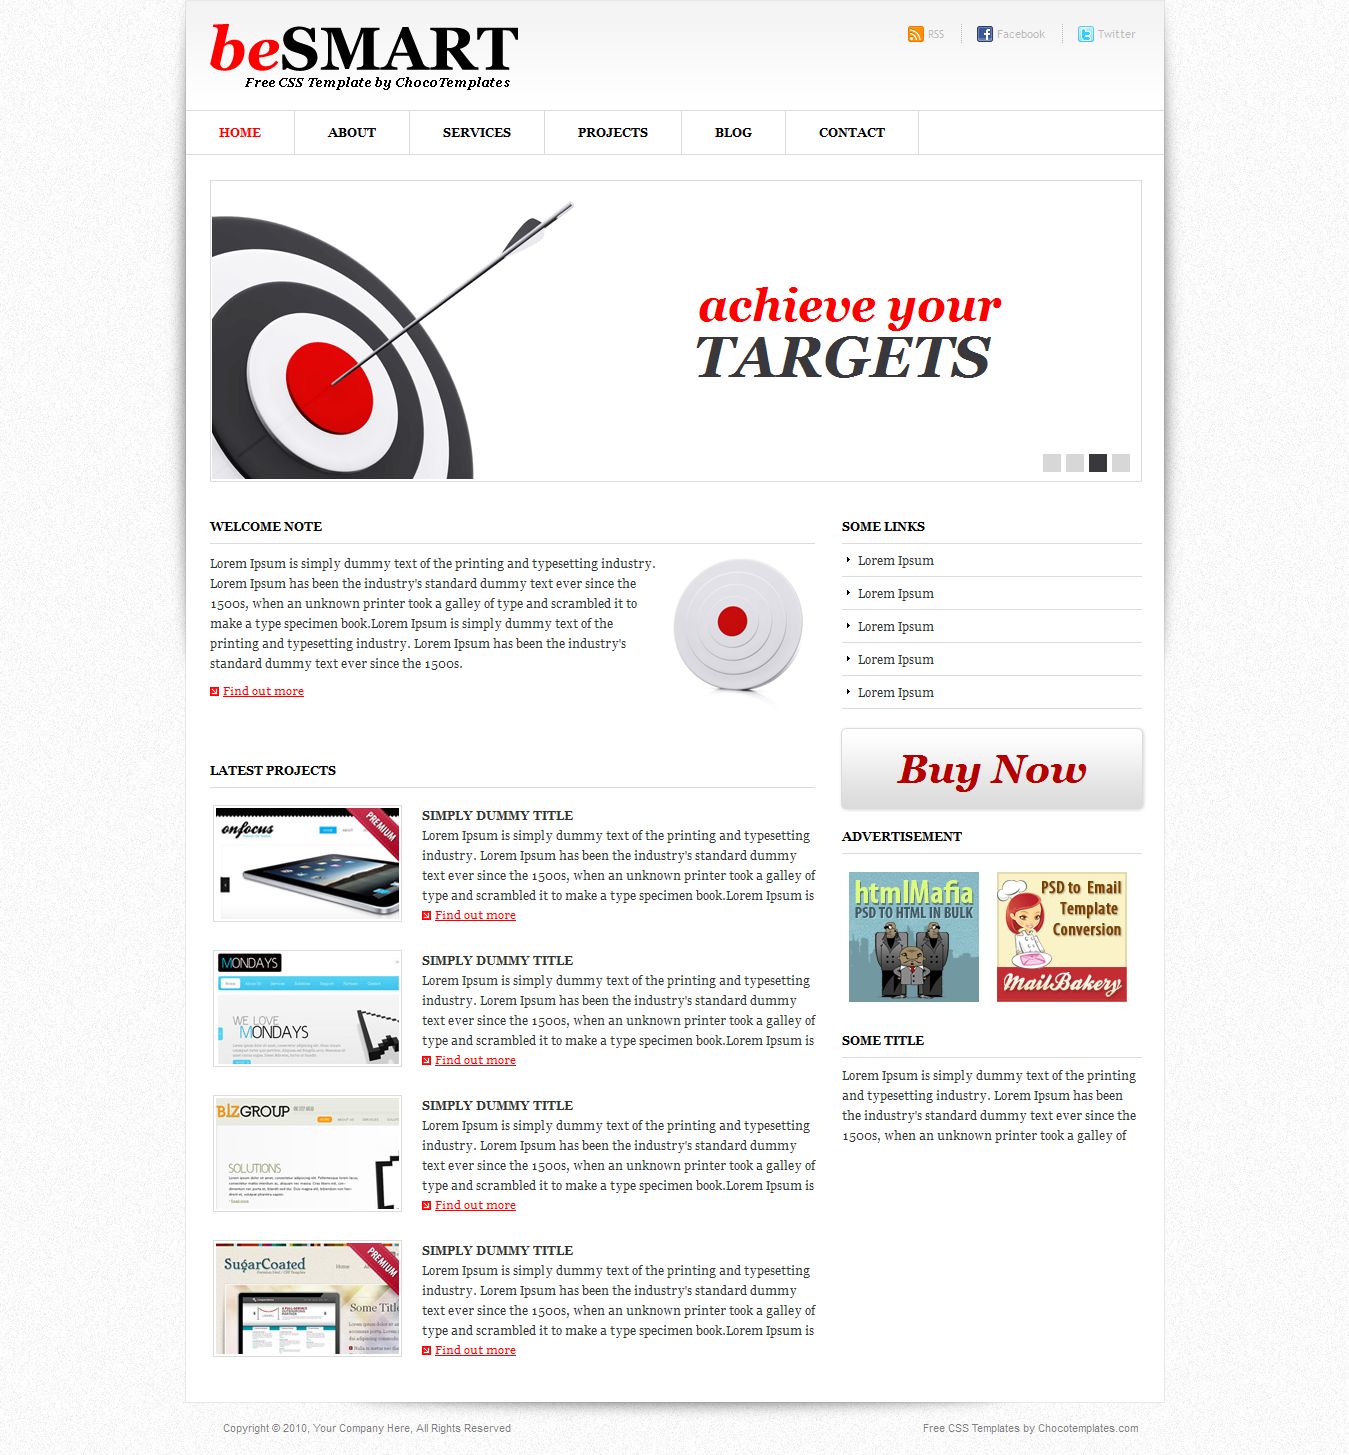 beSMART
Free CSS Template by ChocoTemplates
RSS
Facebook
Twitter
HOME
ABOUT
SERVICES
PROJECTS
BLOG
CONTACT
achieve your
TARGETS
WELCOME NOTE
Lorem Ipsum is simply dummy text of the printing and typesetting industry.
Lorem Ipsum has been the industry's standard dummy text ever since the
1500s, when an unknown printer took a galley of type and scrambled it to
make a type specimen book.Lorem Ipsum is simply dummy text of the
printing and typesetting industry. Lorem Ipsum has been the industry's
standard dummy text ever since the 1500s.
Find out more
LATEST PROJECTS
onfocus
HOME
ABOUT
PREMIUM
SIMPLY DUMMY TITLE
Lorem Ipsum is simply dummy text of the printing and typesetting
industry. Lorem Ipsum has been the industry's standard dummy
text ever since the 1500s, when an unknown printer took a galley of
type and scrambled it to make a type specimen book.Lorem Ipsum is
Find out more
MONDAYS
Home
About Us
Services
Solutions
Support
Partners
Contact
WE LOVE
MONDAYS
SIMPLY DUMMY TITLE
Lorem Ipsum is simply dummy text of the printing and typesetting
industry. Lorem Ipsum has been the industry's standard dummy
text ever since the 1500s, when an unknown printer took a galley of
type and scrambled it to make a type specimen book.Lorem Ipsum is
Find out more
BIZGROUP
HOME
ABOUT US
SERVICES
SOLUTIONS
SIMPLY DUMMY TITLE
Lorem Ipsum is simply dummy text of the printing and typesetting
industry. Lorem Ipsum has been the industry's standard dummy
text ever since the 1500s, when an unknown printer took a galley of
type and scrambled it to make a type specimen book.Lorem Ipsum is
Find out more
SugarCoated
Home
PREMIUM
Some Title
SIMPLY DUMMY TITLE
Lorem Ipsum is simply dummy text of the printing and typesetting
industry. Lorem Ipsum has been the industry's standard dummy
text ever since the 1500s, when an unknown printer took a galley of
type and scrambled it to make a type specimen book.Lorem Ipsum is
Find out more
SOME LINKS
Lorem Ipsum
Lorem Ipsum
Lorem Ipsum
Lorem Ipsum
Lorem Ipsum
Buy Now
ADVERTISEMENT
htmlMafia
PSD TO HTML IN BULK
PSD to Email
Template
Conversion
MailBakery
SOME TITLE
Lorem Ipsum is simply dummy text of the printing
and typesetting industry. Lorem Ipsum has been
the industry's standard dummy text ever since the
1500s, when an unknown printer took a galley of
Copyright © 2010, Your Company Here, All Rights Reserved
Free CSS Templates by Chocotemplates.com